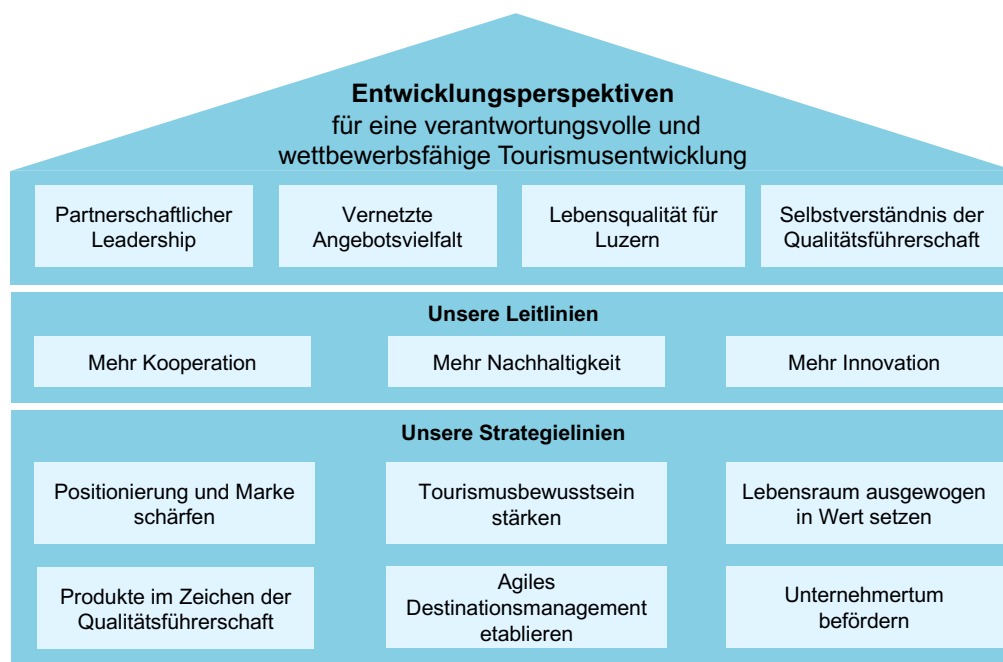 Entwicklungsperspektiven
für eine verantwortungsvolle und
wettbewerbsfähige Tourismusentwicklung
Partnerschaftlicher
Leadership
Vernetzte
Angebotsvielfalt
Lebensqualität für
Luzern
Selbstverständnis der
Qualitätsführerschaft
Unsere Leitlinien
Mehr Kooperation
Mehr Nachhaltigkeit
Mehr Innovation
Unsere Strategielinien
Positionierung und Marke
schärfen
Tourismusbewusstsein
stärken
Lebensraum ausgewogen
in Wert setzen
Produkte im Zeichen der
Qualitätsführerschaft
Agiles
Destinationsmanagement
etablieren
Unternehmertum
befördern